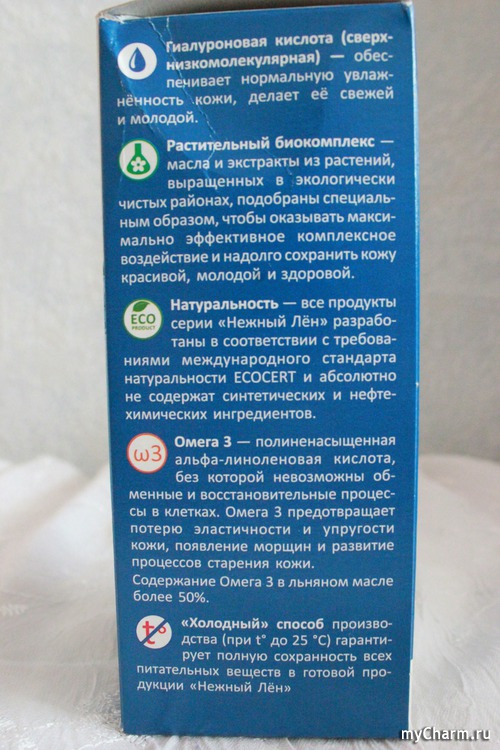 Гиалуроновая кислота (сверх-
низкомолекулярная) — обес-
печивает нормальную увлаж-
нённость кожи, делает её свежей
и молодой.
Растительный биокомплекс —
масла и экстракты из растений,
выращенных в экологически
чистых районах, подобраны специаль-
ным образом, чтобы оказывать макси-
мально эффективное комплексное
воздействие и надолго сохранить кожу
красивой, молодой и здоровой.
ECO
PRODUCT
Натуральность — все продукты
серии «Нежный Лён» разрабо-
таны в соответствии с требова-
ниями международного стандарта
натуральности ECOCERT и абсолютно
не содержат синтетических и нефте-
химических ингредиентов.
ω3
Омега 3 — полиненасыщенная
альфа-линоленовая кислота,
без которой невозможны об-
менные и восстановительные процес-
сы в клетках. Омега 3 предотвращает
потерю эластичности и упругости
кожи, появление морщин и развитие
процессов старения кожи.
Содержание Омега 3 в льняном масле
более 50%.
t°
«Холодный» способ произво-
дства (при t° до 25 °C) гаранти-
рует полную сохранность всех
питательных веществ в готовой про-
дукции «Нежный Лён»
myCharm.ru